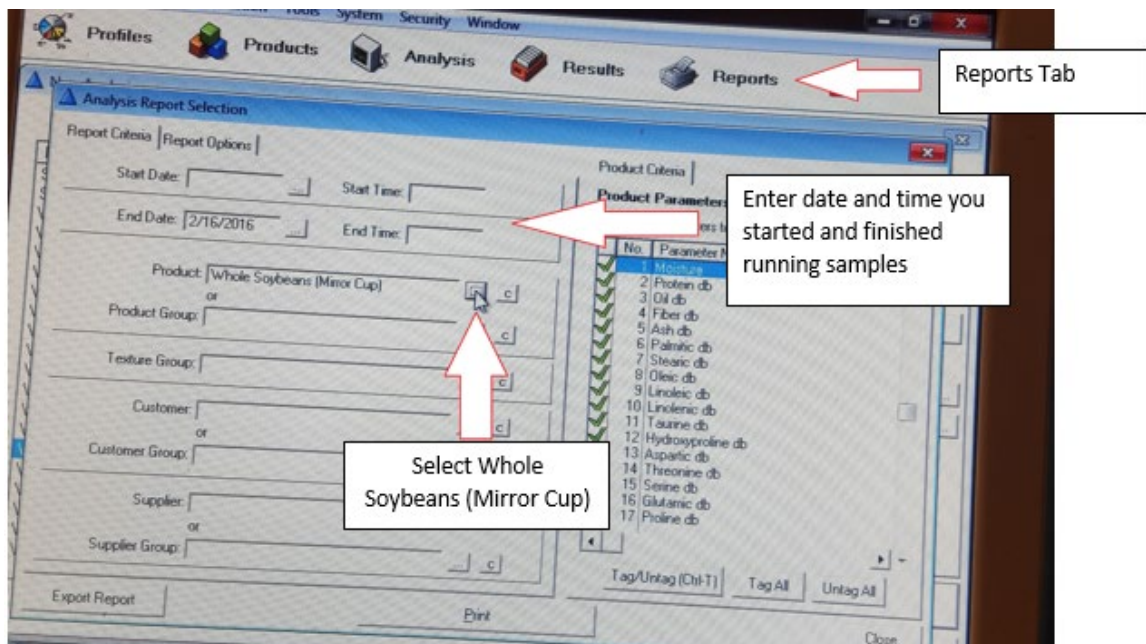 Tools System Security Window
Profiles Products Analysis Results Reports
Reports Tab
Analysis Report Selection
Report Criteria Report Options
Start Date: ... Start Time:
End Date: 2/16/2016 ... End Time:
Enter date and time you
started and finished
running samples
Product: Whole Soybeans (Mirror Cup) c
or
Product Group: c
Texture Group: c
Customer: c
or
Customer Group:
Select Whole
Soybeans (Mirror Cup)
Supplier:
or
Supplier Group: ... c
Export Report
Print
Product Criteria
Product Parameters
No. Parameter
1 Moisture
2 Protein db
3 Oil db
4 Fiber db
5 Ash db
6 Palmitic db
7 Stearic db
8 Oleic db
9 Linoleic db
10 Linolenic db
11 Taurine db
12 Hydroxyproline db
13 Aspartic db
14 Threonine db
15 Serine db
16 Glutamic db
17 Proline db
Tag/Untag (Ctrl-T) Tag All Untag All
Close